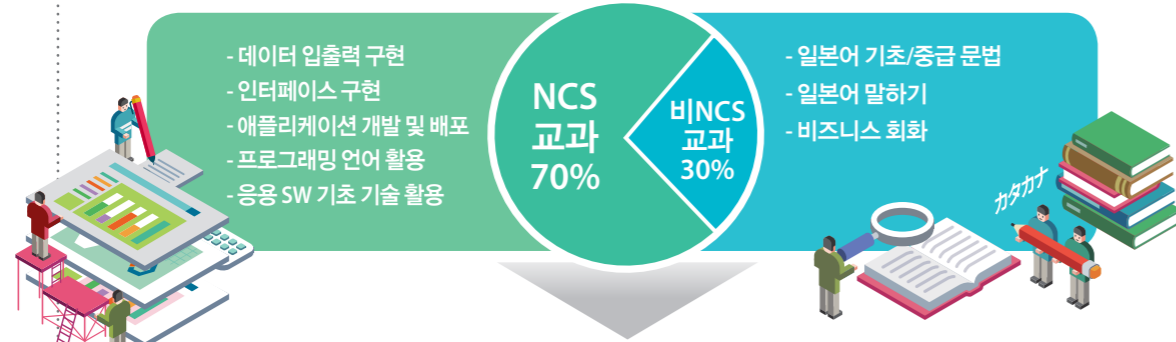 - 데이터 입출력 구현
- 인터페이스 구현
- 애플리케이션 개발 및 배포
- 프로그래밍 언어 활용
- 응용 SW 기초 기술 활용
NCS
교과
70%
비NCS
교과
30%
- 일본어 기초/중급 문법
- 일본어 말하기
- 비즈니스 회화
カタカナ